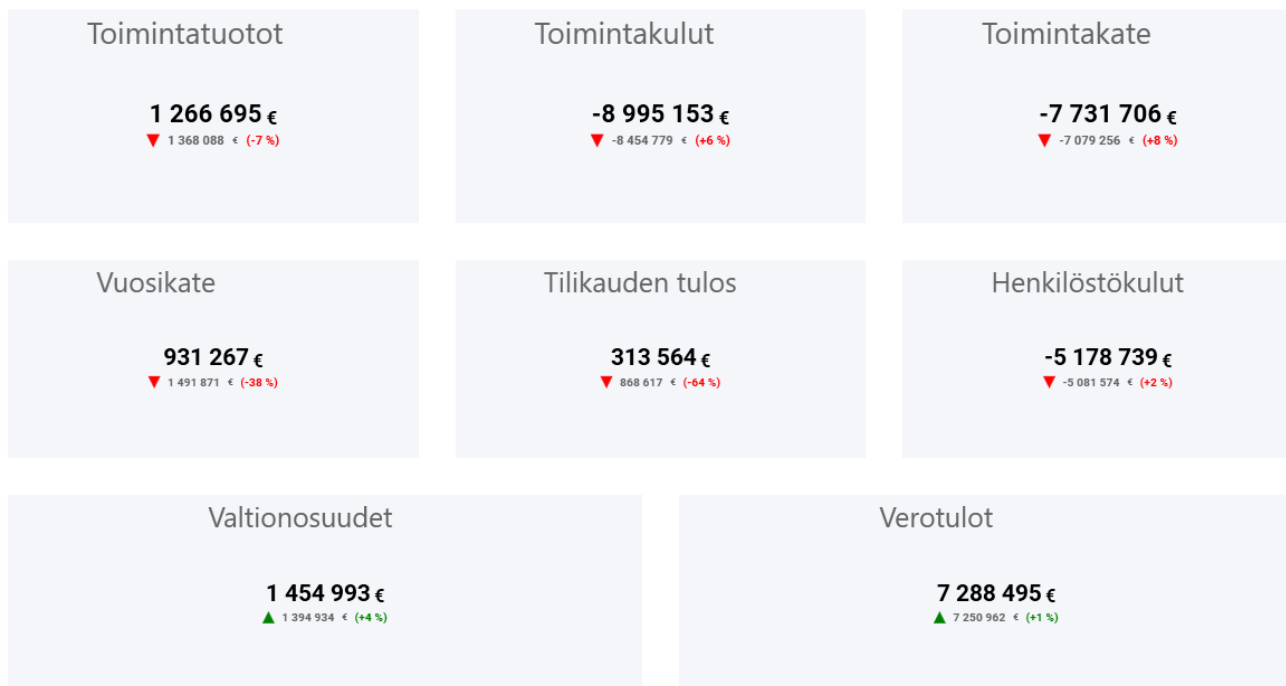 Toimintatuotot
1 266 695 €
▼ 1 368 088 € (-7 %)
Toimintakulut
-8 995 153 €
▼ -8 454 779 € (+6 %)
Toimintakate
-7 731 706 €
▼ -7 079 256 € (+8 %)
Vuosikate
931 267 €
▼ 1 491 871 € (-38 %)
Tilikauden tulos
313 564 €
▼ 868 617 € (-64 %)
Henkilöstökulut
-5 178 739 €
▼ -5 081 574 € (+2 %)
Valtionosuudet
1 454 993 €
▲ 1 394 934 € (+4 %)
Verotulot
7 288 495 €
▲ 7 250 962 € (+1 %)